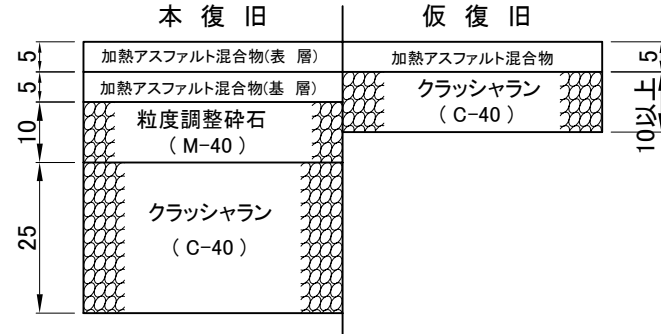 本 復 旧
仮 復 旧
5
加熱アスファルト混合物(表 層)
加熱アスファルト混合物
5
5
加熱アスファルト混合物(基 層)
クラッシャラン
( C-40 )
10以上
10
粒度調整砕石
( M-40 )
25
クラッシャラン
( C-40 )